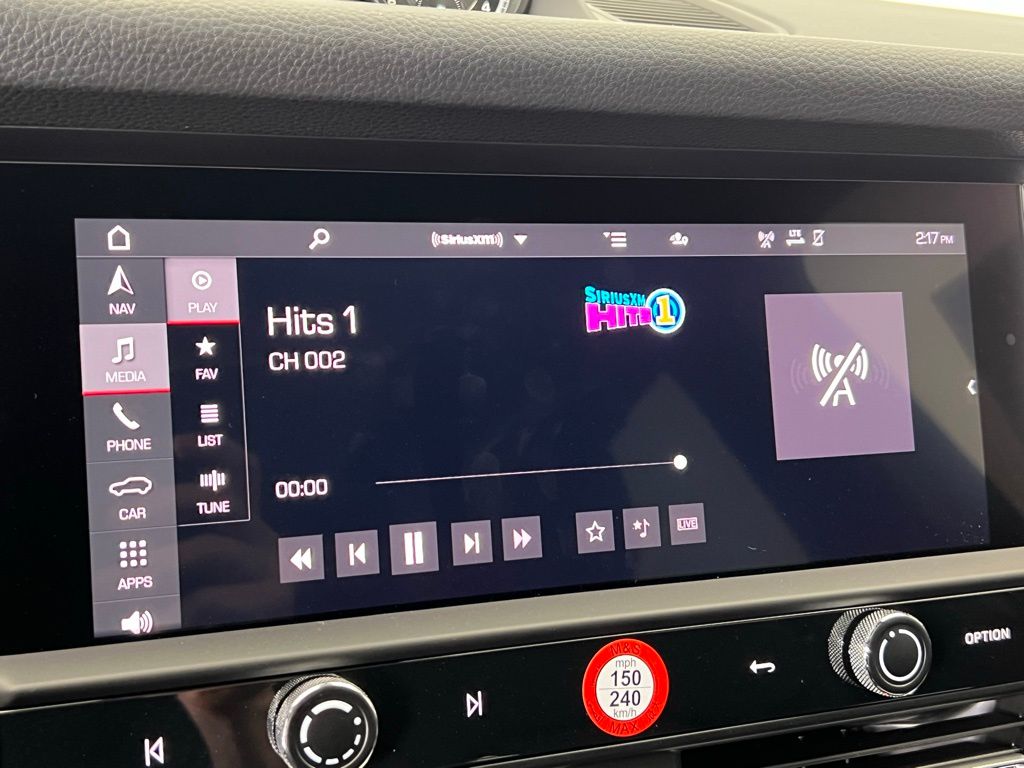 ((SiriusXM))
LTE
2:17 PM
NAV
PLAY
MEDIA
FAV
PHONE
LIST
CAR
TUNE
APPS
Hits 1
CH 002
SIRIUSXM
HITS 1
00:00
LIVE
M&S
mph
150
240
km/h
MAX
OPTION